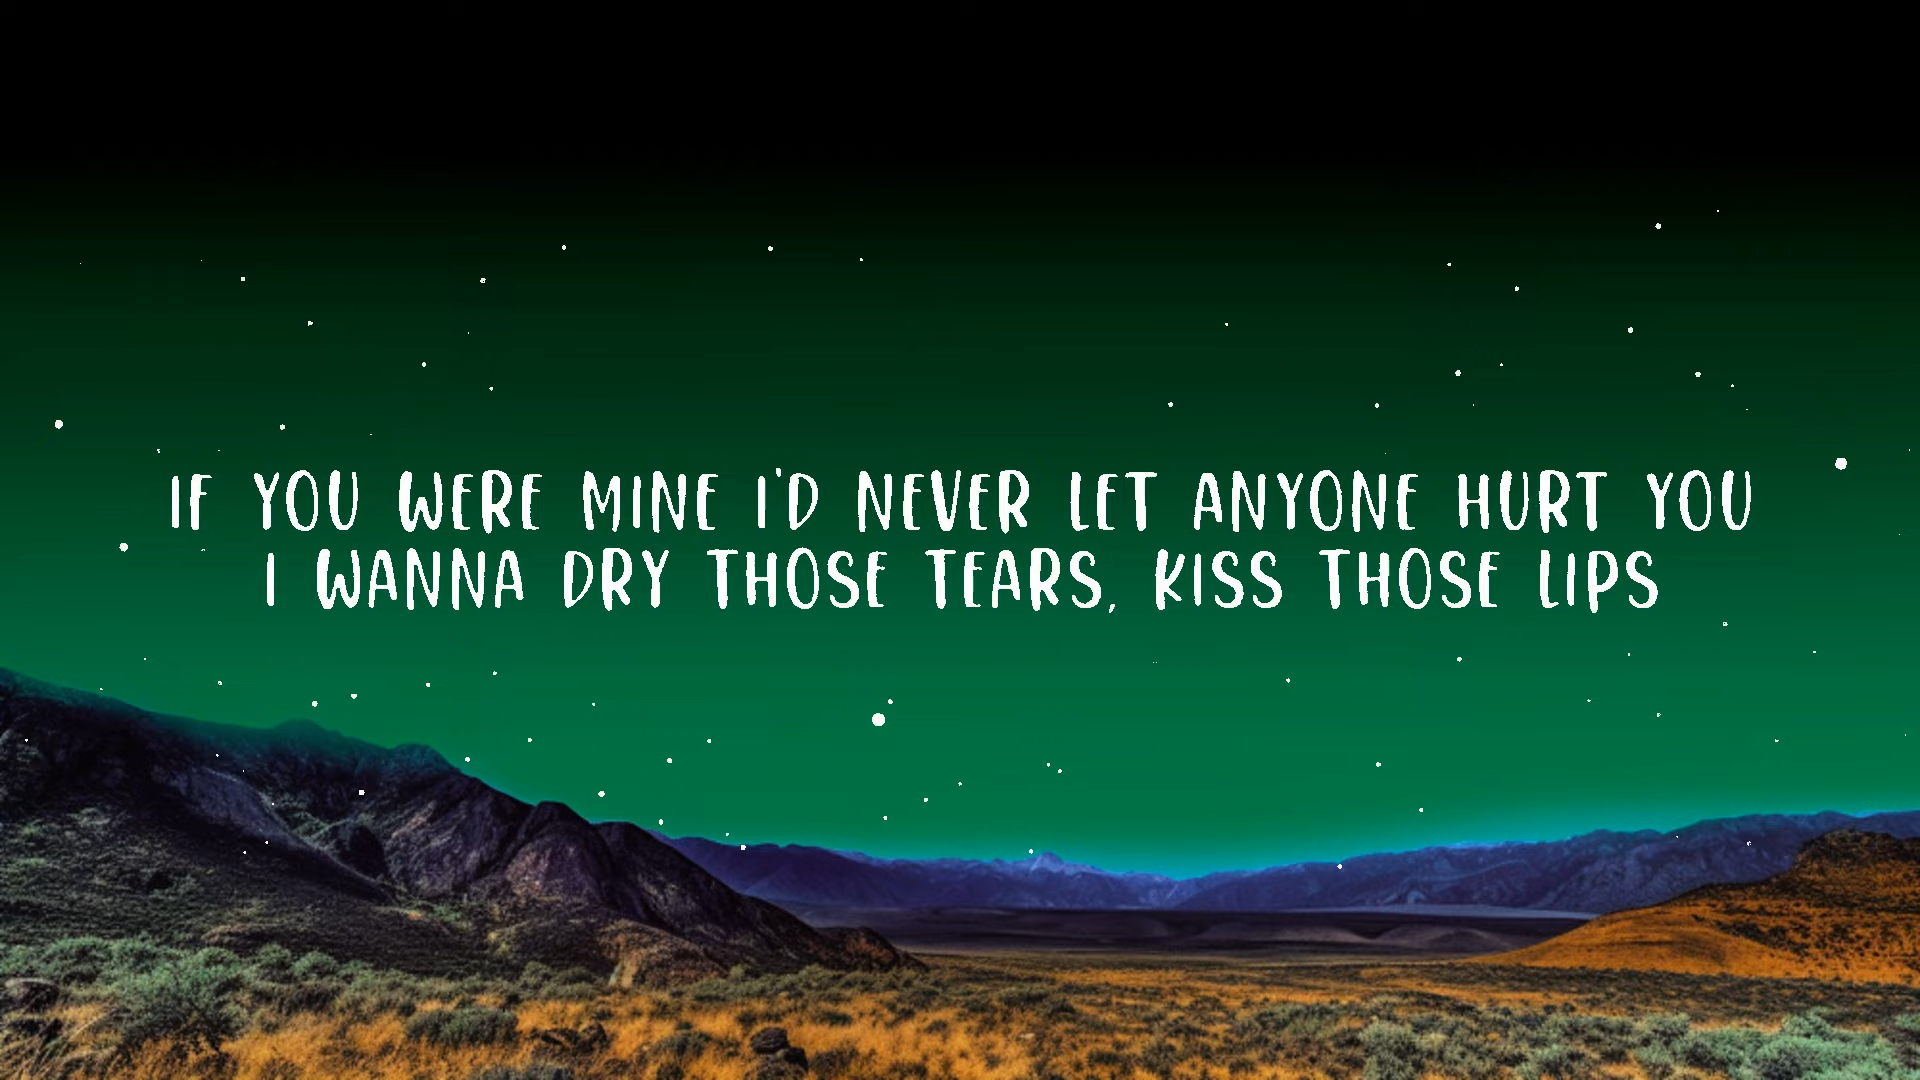 IF YOU WERE MINE I'D NEVER LET ANYONE HURT YOU
I WANNA DRY THOSE TEARS, KISS THOSE LIPS